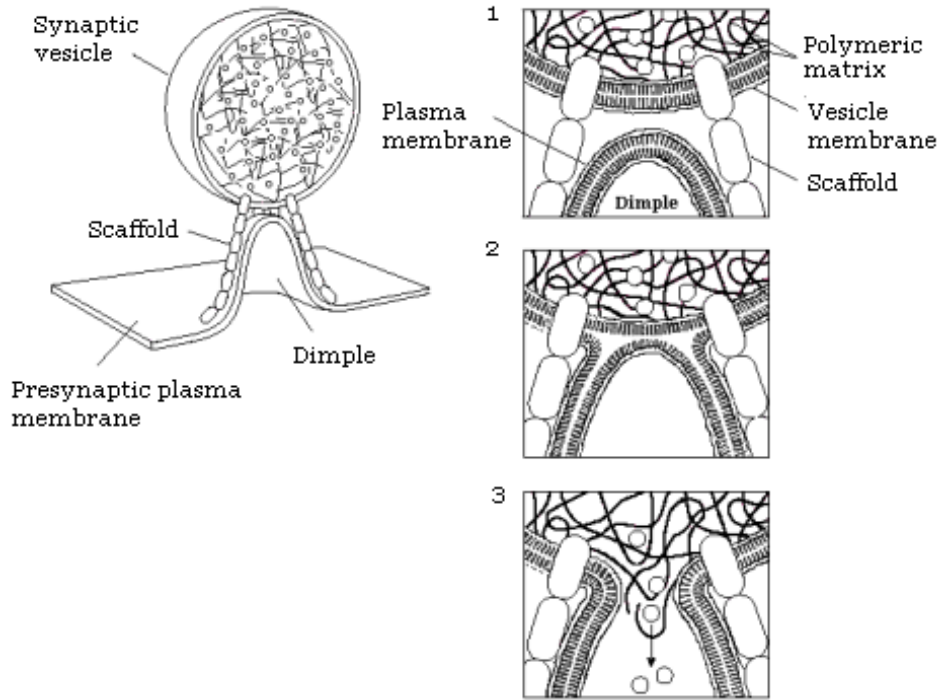 Synaptic
vesicle
Scaffold
Dimple
Presynaptic plasma
membrane
1
Polymeric
matrix
Plasma
membrane
Vesicle
membrane
Scaffold
Dimple
2
3